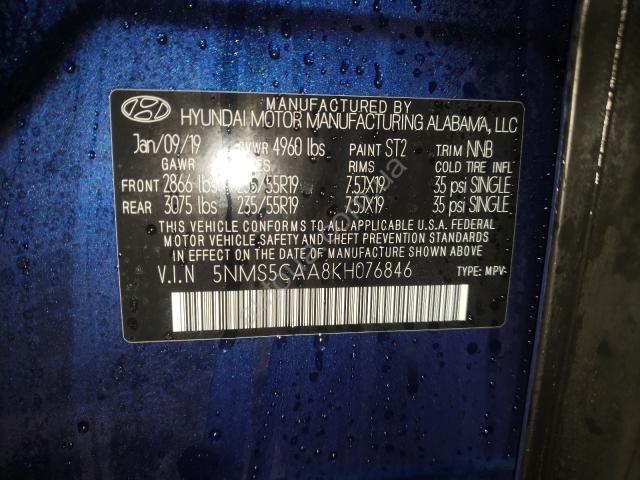 MANUFACTURED BY
HYUNDAI MOTOR MANUFACTURING ALABAMA, LLC
Jan/09/19 GVWR 4960 lbs PAINT ST2 TRIM NNB
GAWR RIMS COLD TIRE INFL
FRONT 2866 lbs 235/55R19 7.5JX19 35 psi SINGLE
REAR 3075 lbs 235/55R19 7.5JX19 35 psi SINGLE
THIS VEHICLE CONFORMS TO ALL APPLICABLE U.S.A. FEDERAL
MOTOR VEHICLE SAFETY AND THEFT PREVENTION STANDARDS
IN EFFECT ON THE DATE OF MANUFACTURE SHOWN ABOVE.
V.I.N 5NMS5CAA8KH076846 TYPE: MPV